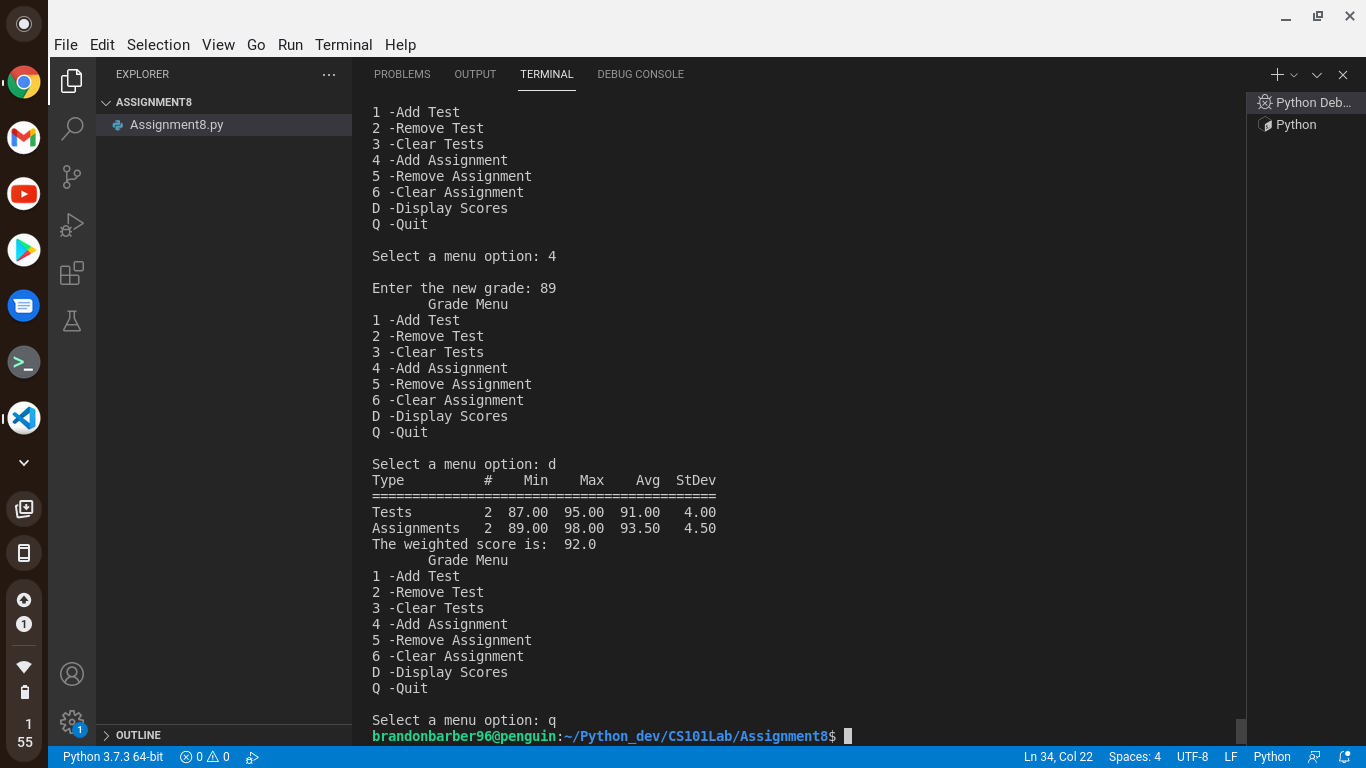 File Edit Selection View Go Run Terminal Help
EXPLORER ···
ASSIGNMENT8
Assignment8.py
OUTLINE
PROBLEMS OUTPUT TERMINAL DEBUG CONSOLE
1 -Add Test
2 -Remove Test
3 -Clear Tests
4 -Add Assignment
5 -Remove Assignment
6 -Clear Assignment
D -Display Scores
Q -Quit
Select a menu option: 4
Enter the new grade: 89
Grade Menu
1 -Add Test
2 -Remove Test
3 -Clear Tests
4 -Add Assignment
5 -Remove Assignment
6 -Clear Assignment
D -Display Scores
Q -Quit
Select a menu option: d
Type # Min Max Avg StDev
===========================================
Tests 2 87.00 95.00 91.00 4.00
Assignments 2 89.00 98.00 93.50 4.50
The weighted score is: 92.0
Grade Menu
1 -Add Test
2 -Remove Test
3 -Clear Tests
4 -Add Assignment
5 -Remove Assignment
6 -Clear Assignment
D -Display Scores
Q -Quit
Select a menu option: q
brandonbarber96@penguin:~/Python_dev/CS101Lab/Assignment8$
Python Deb...
Python
1
1
1
55
Python 3.7.3 64-bit 0 0 Ln 34, Col 22 Spaces: 4 UTF-8 LF Python